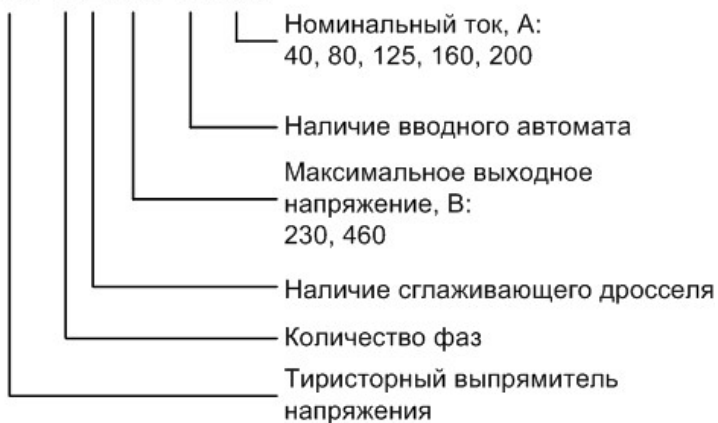 Номинальный ток, А:
40, 80, 125, 160, 200
Наличие вводного автомата
Максимальное выходное
напряжение, В:
230, 460
Наличие сглаживающего дросселя
Количество фаз
Тиристорный выпрямитель
напряжения